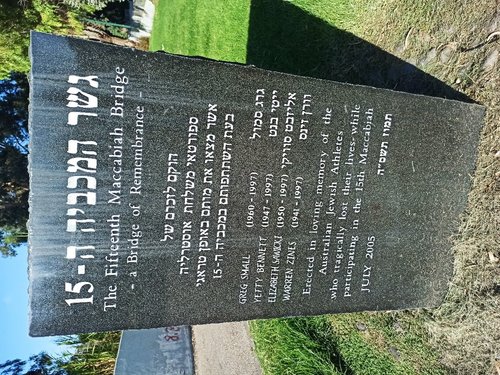 גשר המכביה ה-15
The Fifteenth Maccabiah Bridge
- a Bridge of Remembrance -
הוקם לזכרם של
ספורטאי משלחת אוסטרליה
אשר מצאו את מותם באופן טראגי
בעת השתתפותם במכביה ה-15
GREG SMALL (1960 - 1997) גרג סמול
YETTY BENNETT (1947 - 1997) ייטי בנט
ELIZABETH SAWICKI (1950 - 1997) אליזבט סוויקי
WARREN ZINES (1941 - 1997) וורן זינס
Erected in loving memory of the
Australian Jewish Athletes
who tragically lost their lives while
participating in the 15th Maccabiah
JULY 2005 תמוז תשס"ה